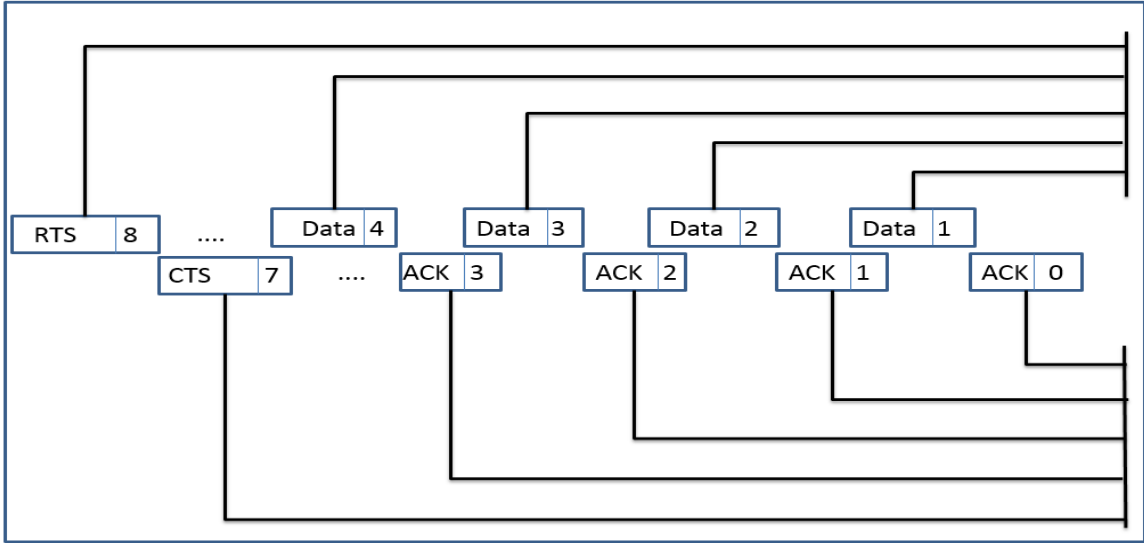 RTS 8 .... Data 4 Data 3 Data 2 Data 1
CTS 7 .... ACK 3 ACK 2 ACK 1 ACK 0